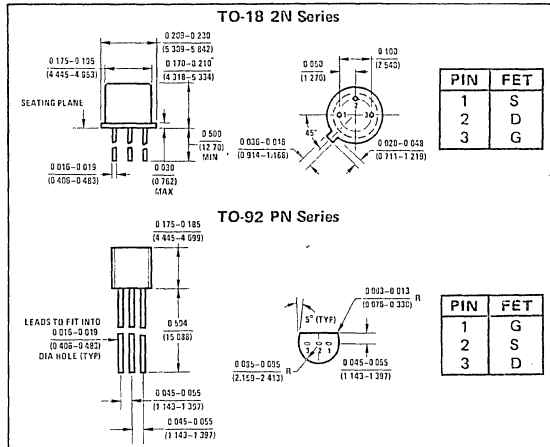 TO-18 2N Series
0 209–0 230
(5 309–5 842)
0 175–0 195
(4 445–4 953)
0 170–0 210
(4 318–5 334)
SEATING PLANE
0 500
(12 70)
MIN
0 016–0 019
(0 406–0 483)
0 030
(0 762)
MAX
0 050
(1 270)
0 100
(2 540)
1
2
3
45°
0 036–0 046
(0 914–1 168)
0 028–0 048
(0 711–1 219)
PIN FET
1 S
2 D
3 G
TO-92 PN Series
0 175–0 185
(4 445–4 699)
LEADS TO FIT INTO
0 016–0 019
(0 406–0 483)
DIA HOLE (TYP)
0 594
(15 088)
0 045–0 055
(1 143–1 397)
0 045–0 055
(1 143–1 397)
0 003–0 013 R
(0 076–0 330)
5° (TYP)
3 2 1
0 085–0 095 R
(2 159–2 413)
0 045–0 055
(1 143–1 397)
PIN FET
1 G
2 S
3 D